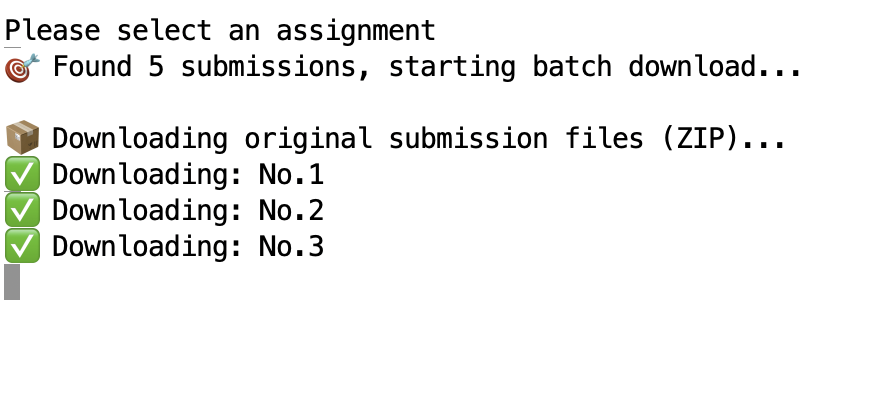 Please select an assignment
🎯 Found 5 submissions, starting batch download...
📦 Downloading original submission files (ZIP)...
✅ Downloading: No.1
✅ Downloading: No.2
✅ Downloading: No.3